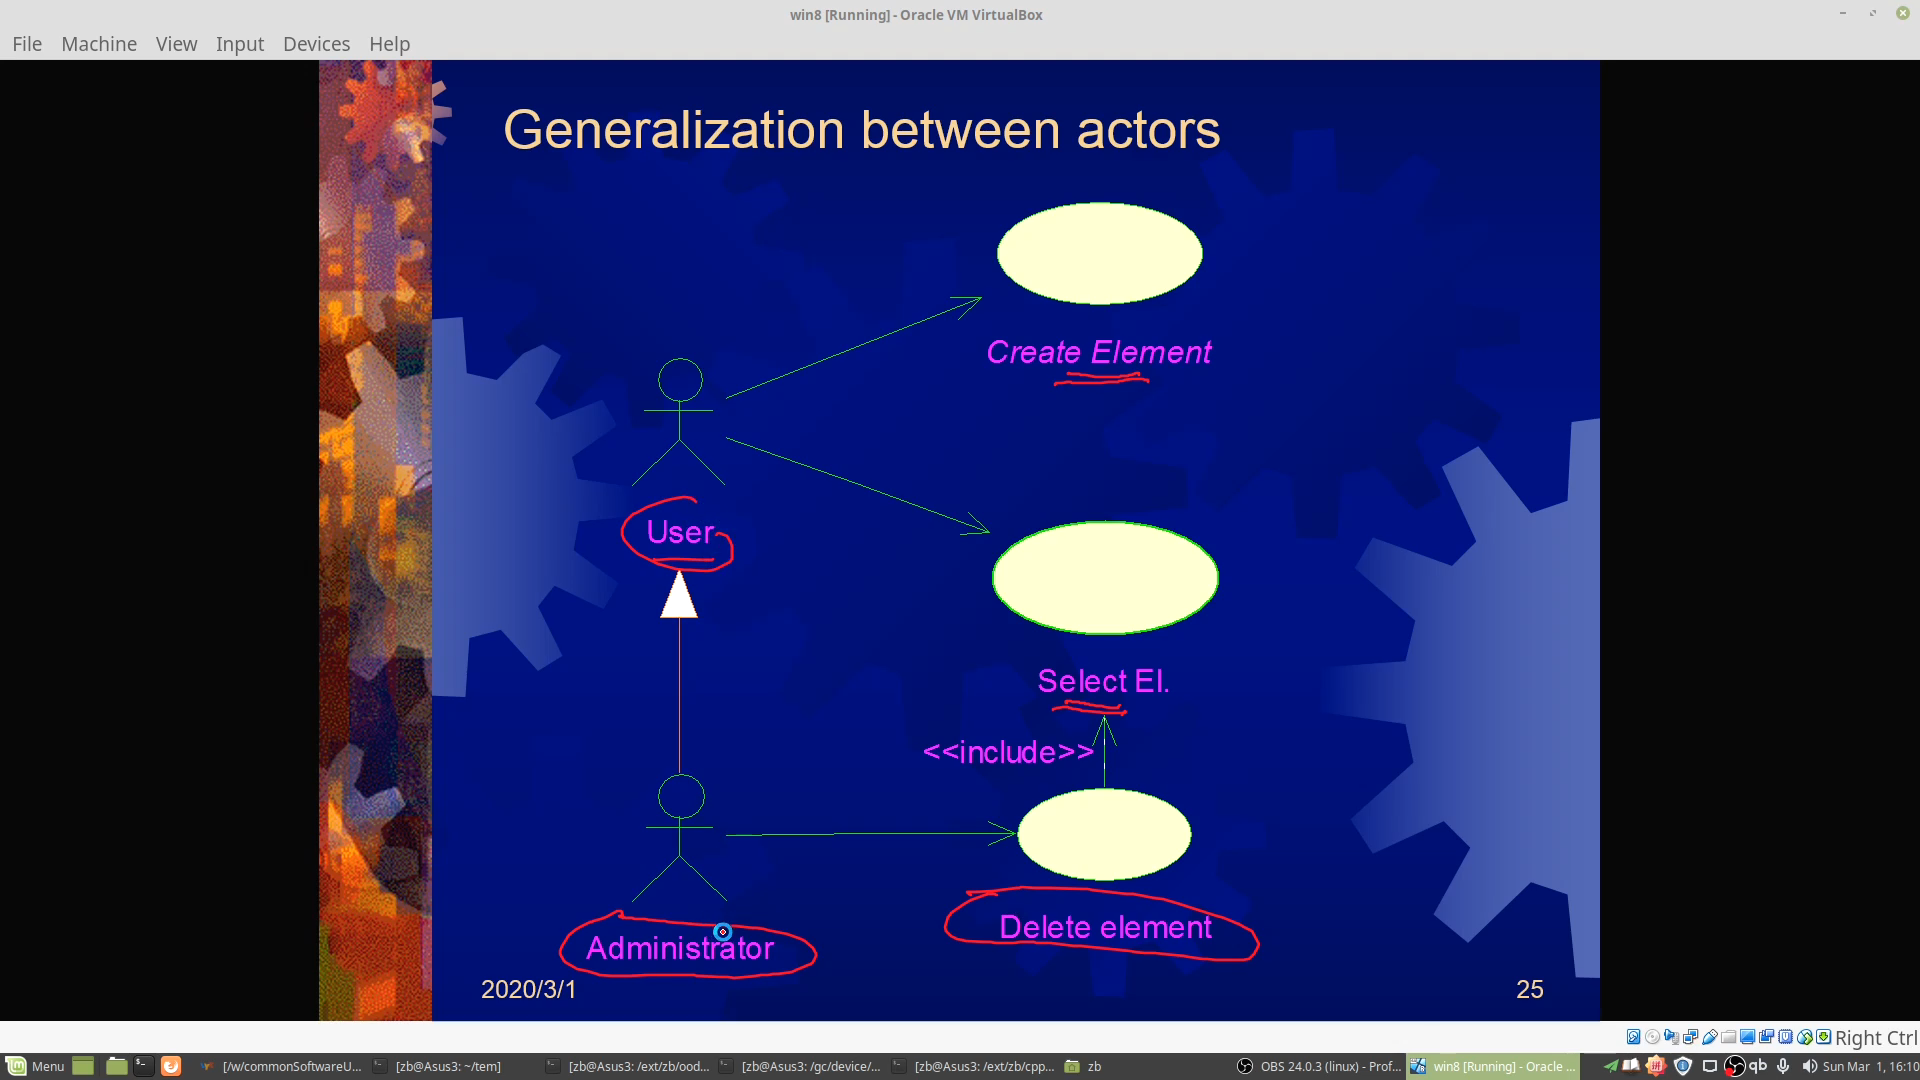 win8 [Running] - Oracle VM VirtualBox
File Machine View Input Devices Help
Generalization between actors
Create Element
User
Select El.
<<include>>
Delete element
Administrator
2020/3/1
25
Right Ctrl
Menu
[/w/commonSoftwareU...
[zb@Asus3: ~/tem]
[zb@Asus3: /ext/zb/ood...
[zb@Asus3: /gc/device/...
[zb@Asus3: /ext/zb/cpp...
zb
OBS 24.0.3 (linux) - Prof...
win8 [Running] - Oracle ...
qb
Sun Mar 1, 16:10